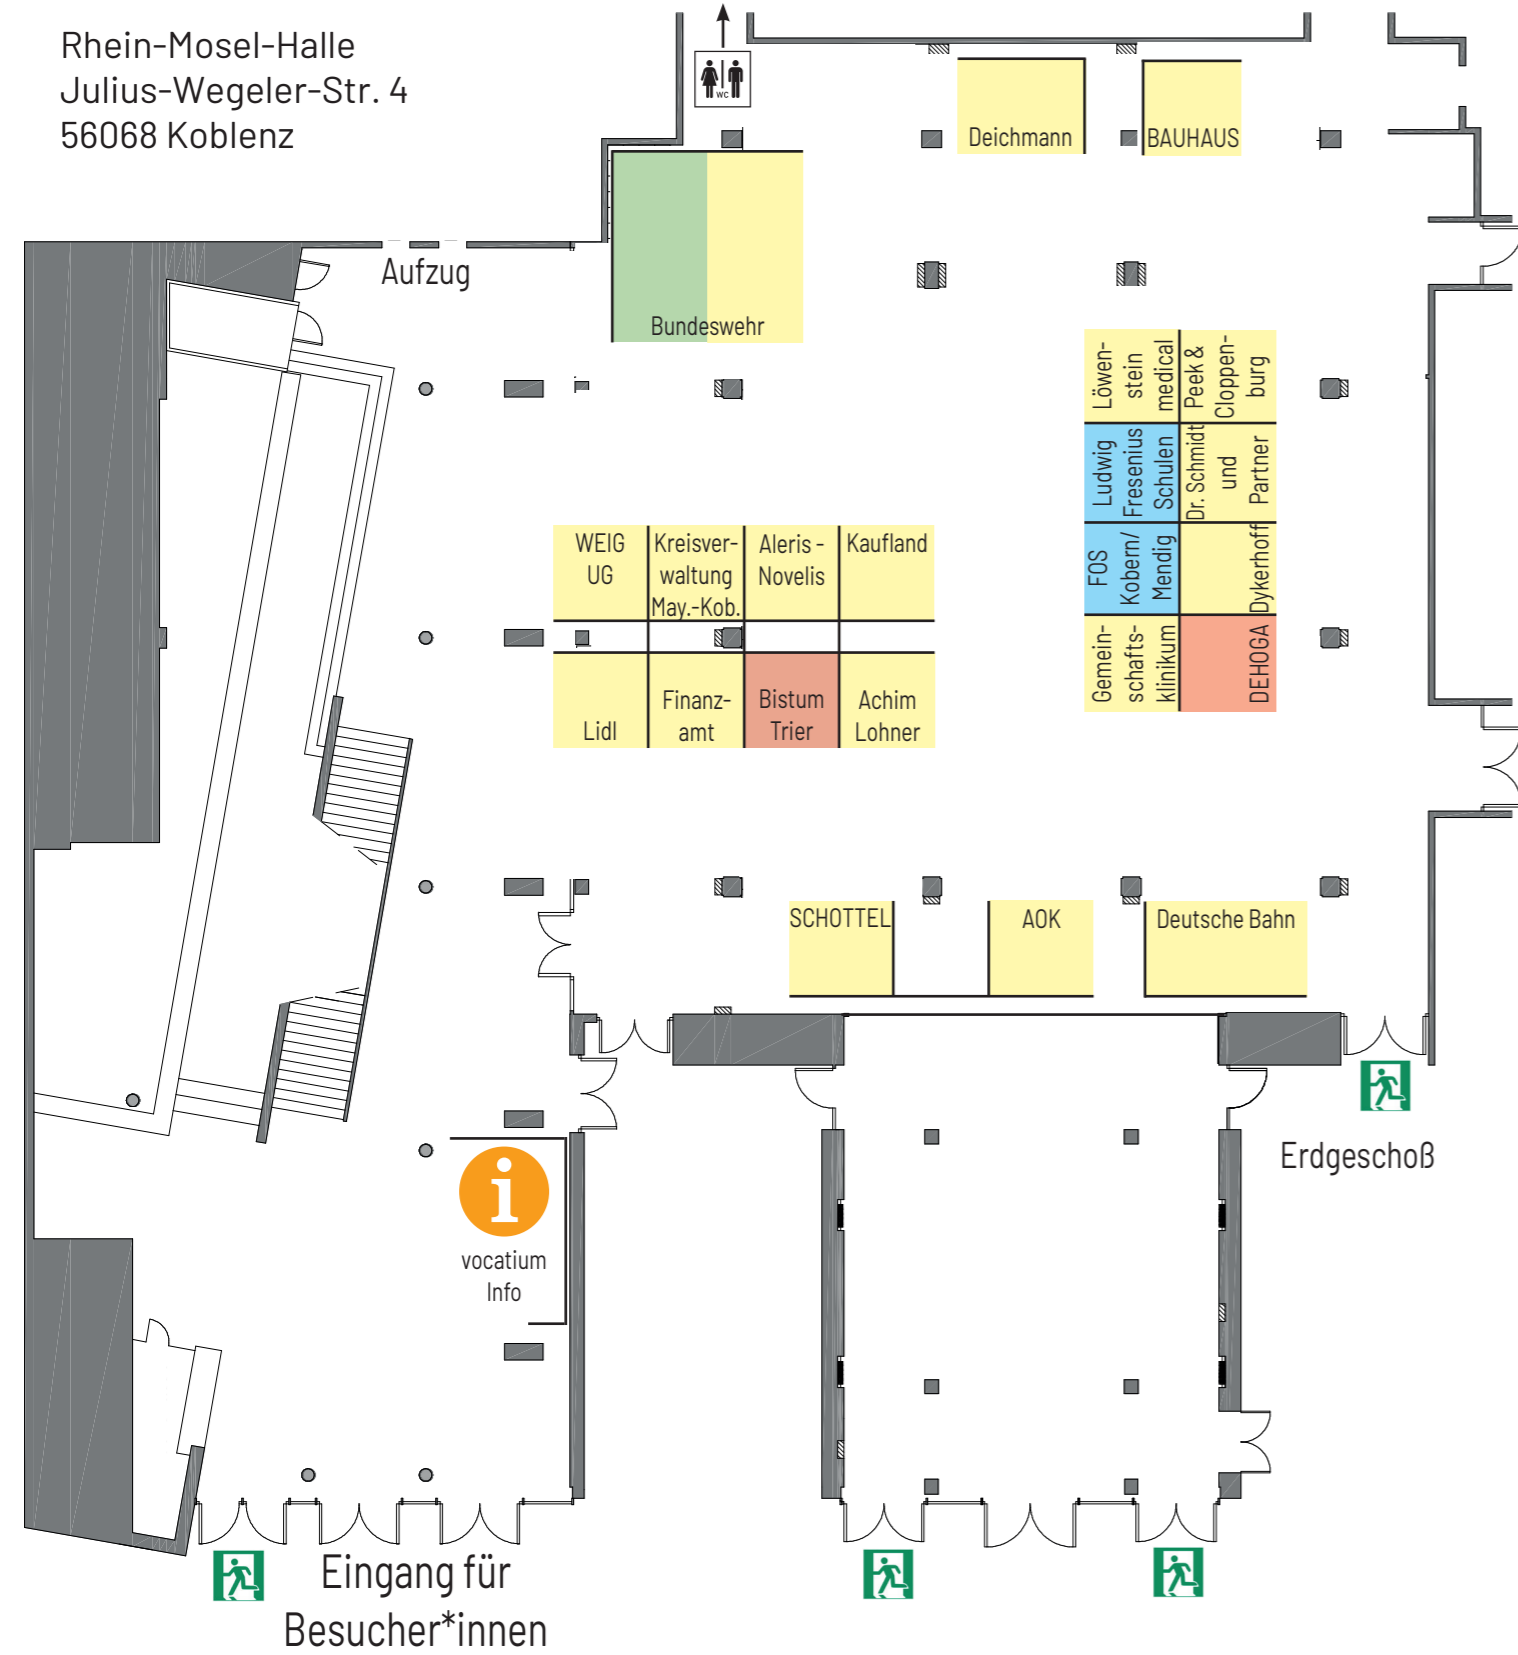 Rhein-Mosel-Halle
Julius-Wegeler-Str. 4
56068 Koblenz
WC
Deichmann
BAUHAUS
Aufzug
Bundeswehr
Löwen-
stein
medical
Peek &
Cloppen-
burg
Ludwig
Fresenius
Schulen
Dr. Schmidt
und
Partner
FOS
Kobern/
Mendig
Dykerhoff
Gemein-
schafts-
klinikum
DEHOGA
WEIG
UG
Kreisver-
waltung
May.-Kob.
Aleris -
Novelis
Kaufland
Lidl
Finanz-
amt
Bistum
Trier
Achim
Lohner
SCHOTTEL
AOK
Deutsche Bahn
Erdgeschoß
i
vocatium
Info
Eingang für
Besucher*innen